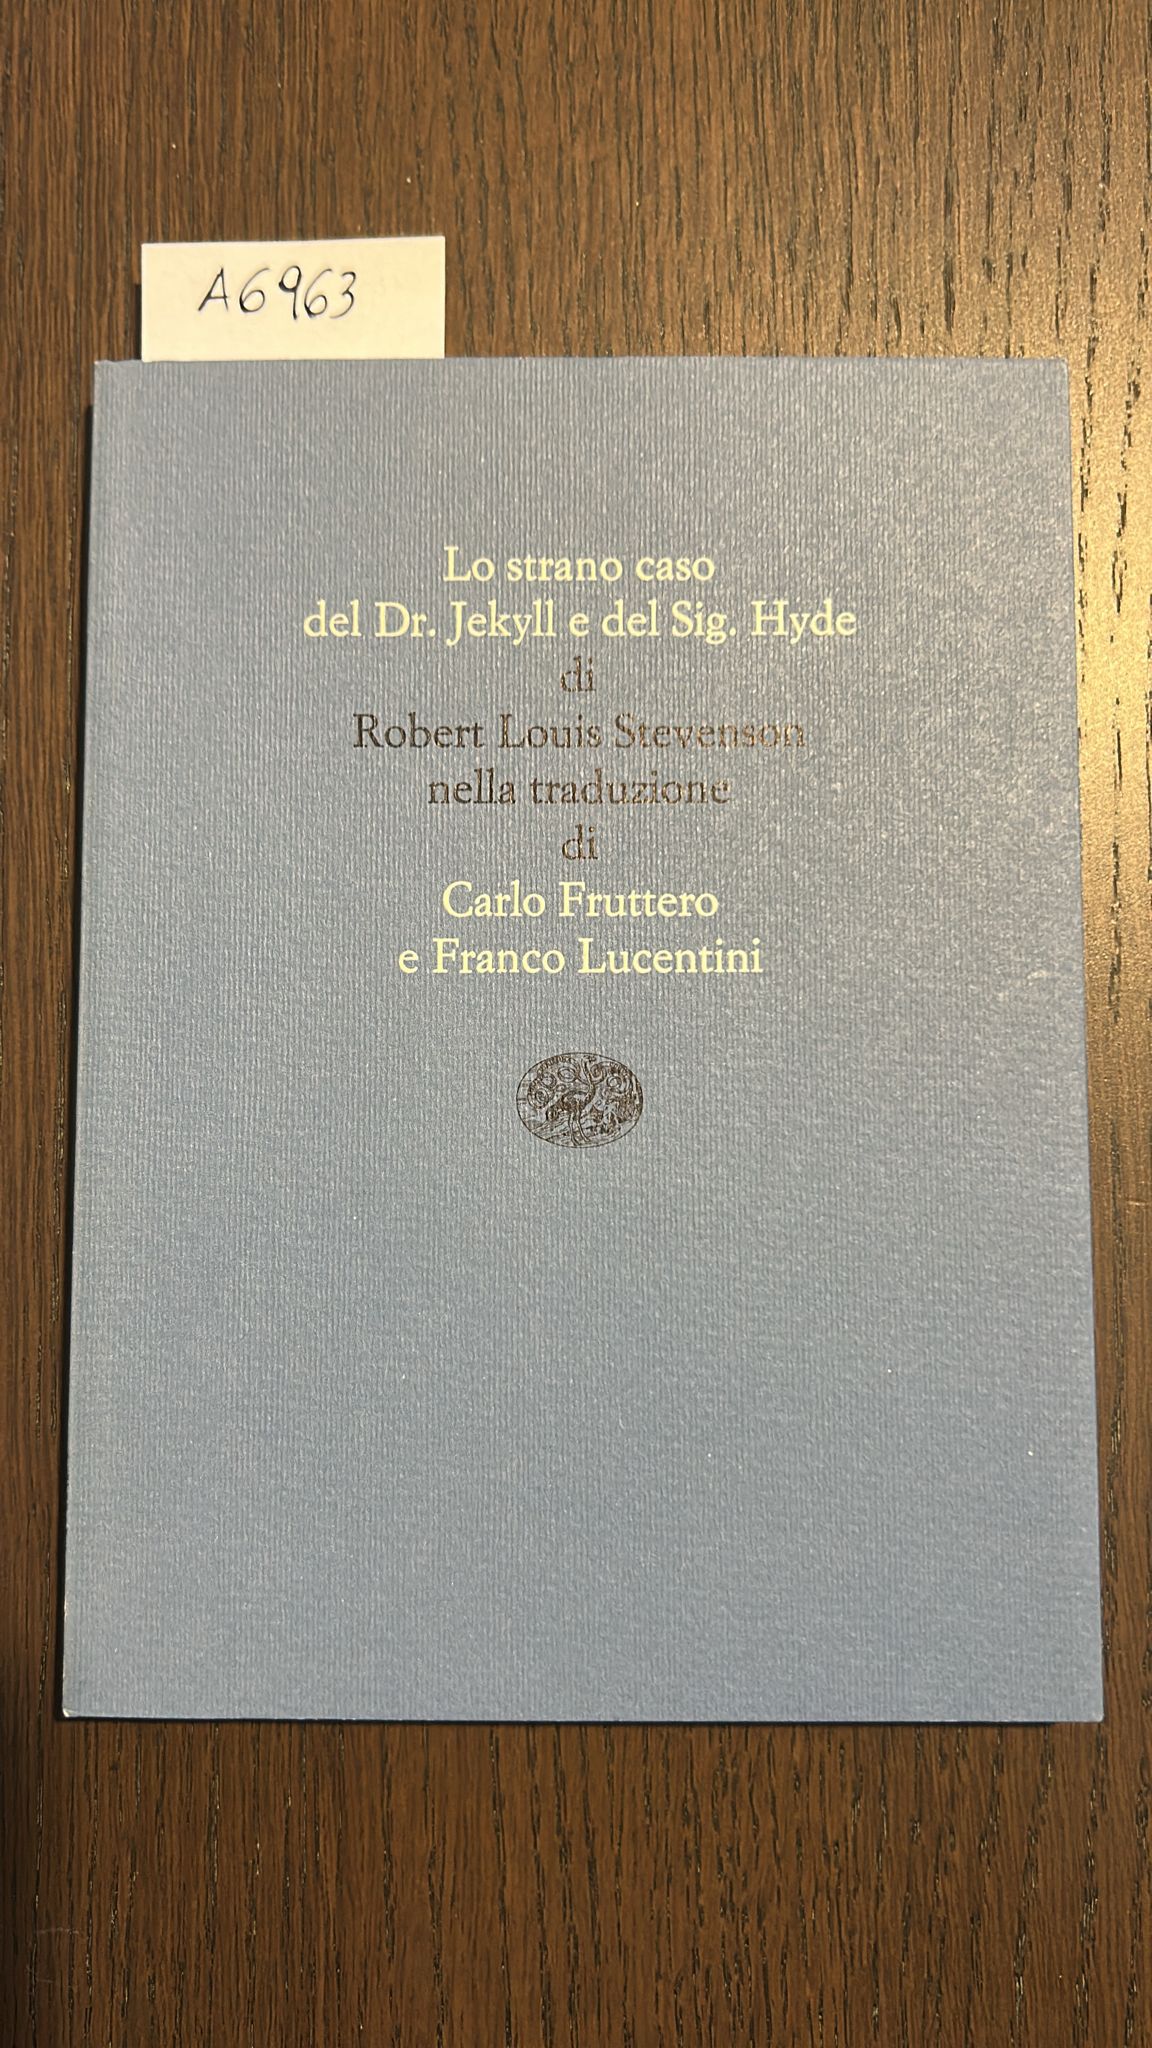 A6963
Lo strano caso
del Dr. Jekyll e del Sig. Hyde
di
Robert Louis Stevenson
nella traduzione
di
Carlo Fruttero
e Franco Lucentini